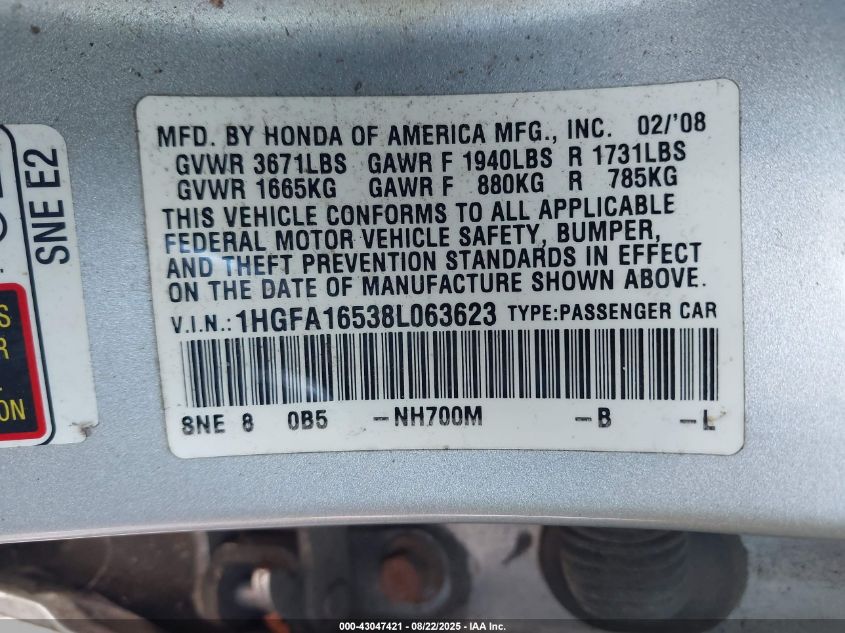 MFD. BY HONDA OF AMERICA MFG., INC. 02/'08
GVWR 3671LBS GAWR F 1940LBS R 1731LBS
GVWR 1665KG GAWR F 880KG R 785KG
THIS VEHICLE CONFORMS TO ALL APPLICABLE
FEDERAL MOTOR VEHICLE SAFETY, BUMPER,
AND THEFT PREVENTION STANDARDS IN EFFECT
ON THE DATE OF MANUFACTURE SHOWN ABOVE.
V.I.N.: 1HGFA16538L063623 TYPE:PASSENGER CAR
SNE 8 0B5 -NH700M -B -L
SNE E2
000-43047421 - 08/22/2025 - IAA Inc.